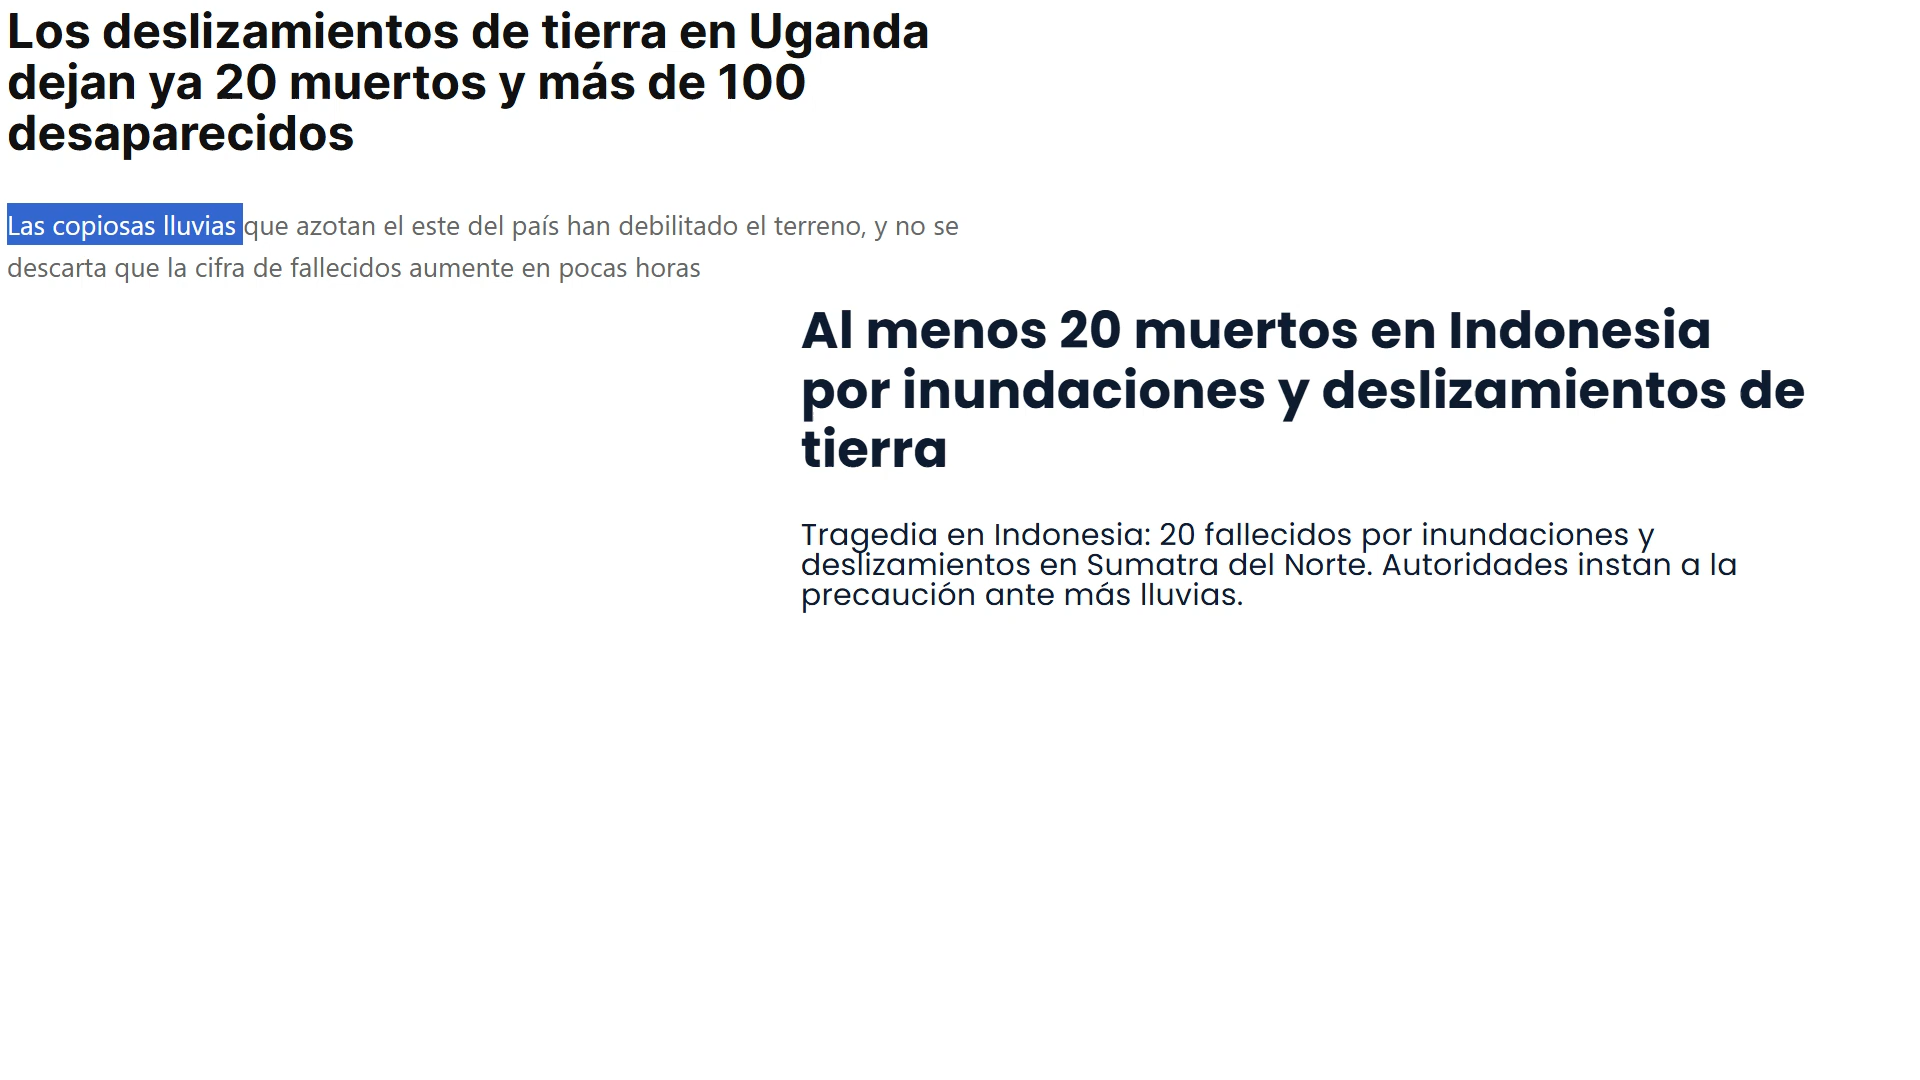 Los deslizamientos de tierra en Uganda
dejan ya 20 muertos y más de 100
desaparecidos
Las copiosas lluvias que azotan el este del país han debilitado el terreno, y no se
descarta que la cifra de fallecidos aumente en pocas horas
Al menos 20 muertos en Indonesia
por inundaciones y deslizamientos de
tierra
Tragedia en Indonesia: 20 fallecidos por inundaciones y
deslizamientos en Sumatra del Norte. Autoridades instan a la
precaución ante más lluvias.